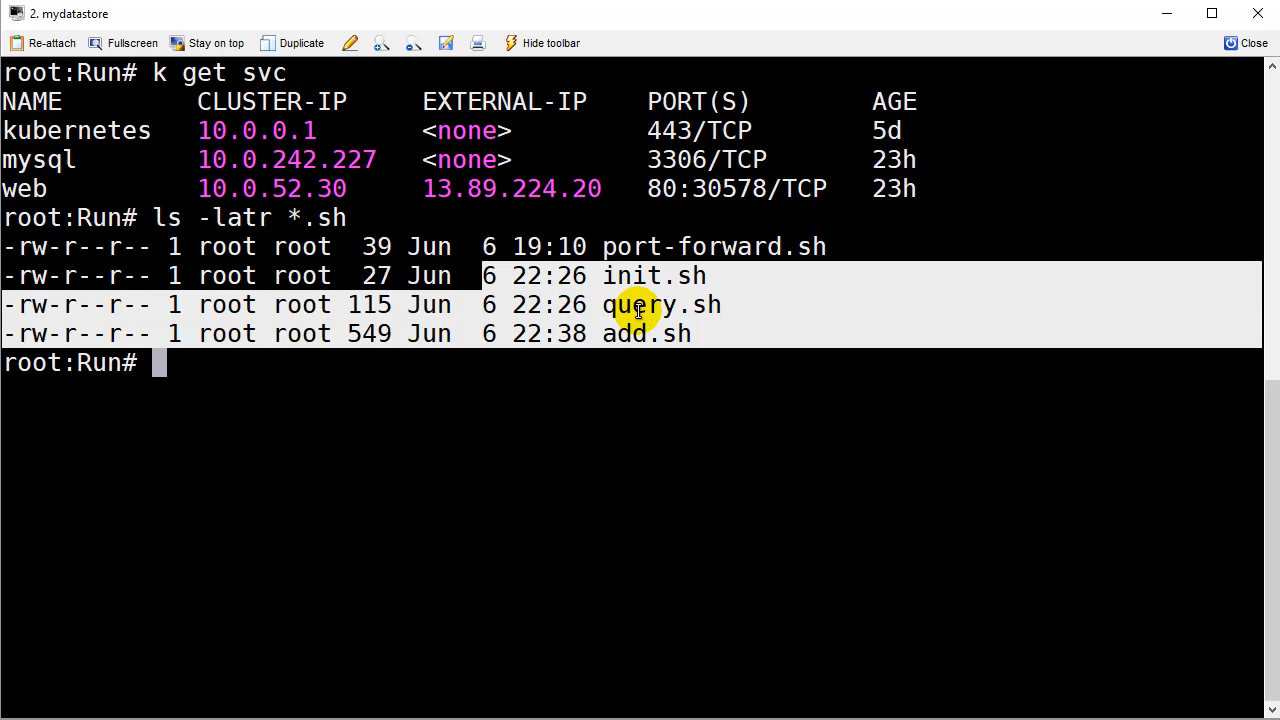 2. mydatastore
Re-attach Fullscreen Stay on top Duplicate Hide toolbar Close
root:Run# k get svc
NAME CLUSTER-IP EXTERNAL-IP PORT(S) AGE
kubernetes 10.0.0.1 <none> 443/TCP 5d
mysql 10.0.242.227 <none> 3306/TCP 23h
web 10.0.52.30 13.89.224.20 80:30578/TCP 23h
root:Run# ls -latr *.sh
-rw-r--r-- 1 root root 39 Jun 6 19:10 port-forward.sh
-rw-r--r-- 1 root root 27 Jun 6 22:26 init.sh
-rw-r--r-- 1 root root 115 Jun 6 22:26 query.sh
-rw-r--r-- 1 root root 549 Jun 6 22:38 add.sh
root:Run#